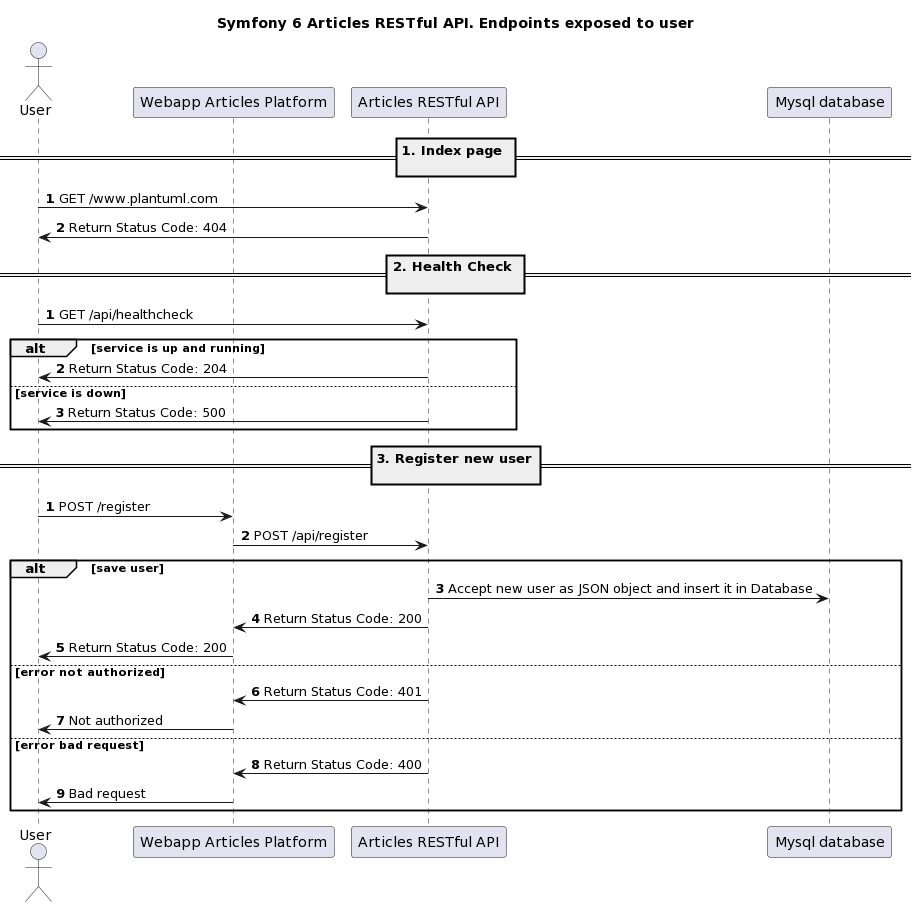 Symfony 6 Articles RESTful API. Endpoints exposed to user
User
Webapp Articles Platform
Articles RESTful API
Mysql database
1. Index page
1 GET /www.plantuml.com
2 Return Status Code: 404
2. Health Check
1 GET /api/healthcheck
alt [service is up and running]
2 Return Status Code: 204
[service is down]
3 Return Status Code: 500
3. Register new user
1 POST /register
2 POST /api/register
alt [save user]
3 Accept new user as JSON object and insert it in Database
4 Return Status Code: 200
5 Return Status Code: 200
[error not authorized]
6 Return Status Code: 401
7 Not authorized
[error bad request]
8 Return Status Code: 400
9 Bad request
User
Webapp Articles Platform
Articles RESTful API
Mysql database